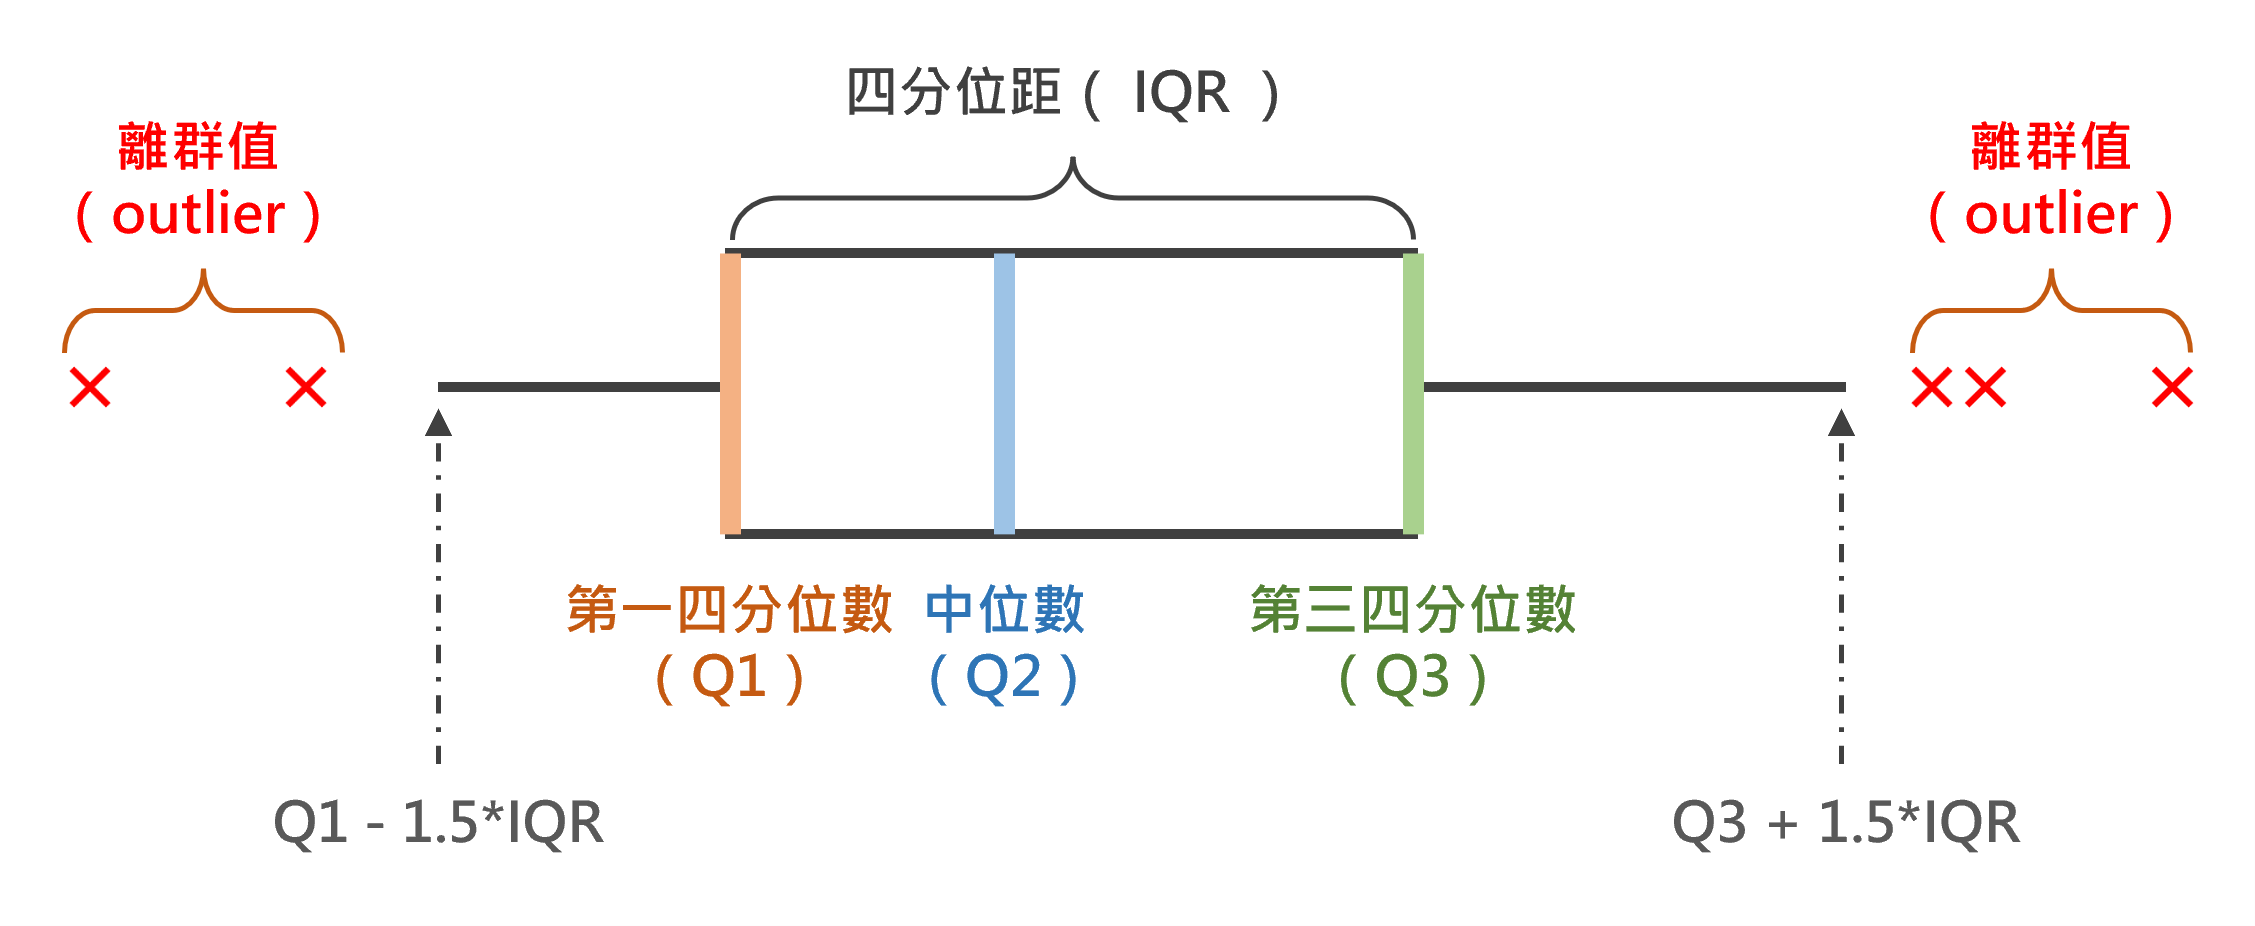 四分位距（ IQR ）
離群值
（outlier）
離群值
（outlier）
第一四分位數
（Q1）
中位數
（Q2）
第三四分位數
（Q3）
Q1 - 1.5*IQR
Q3 + 1.5*IQR